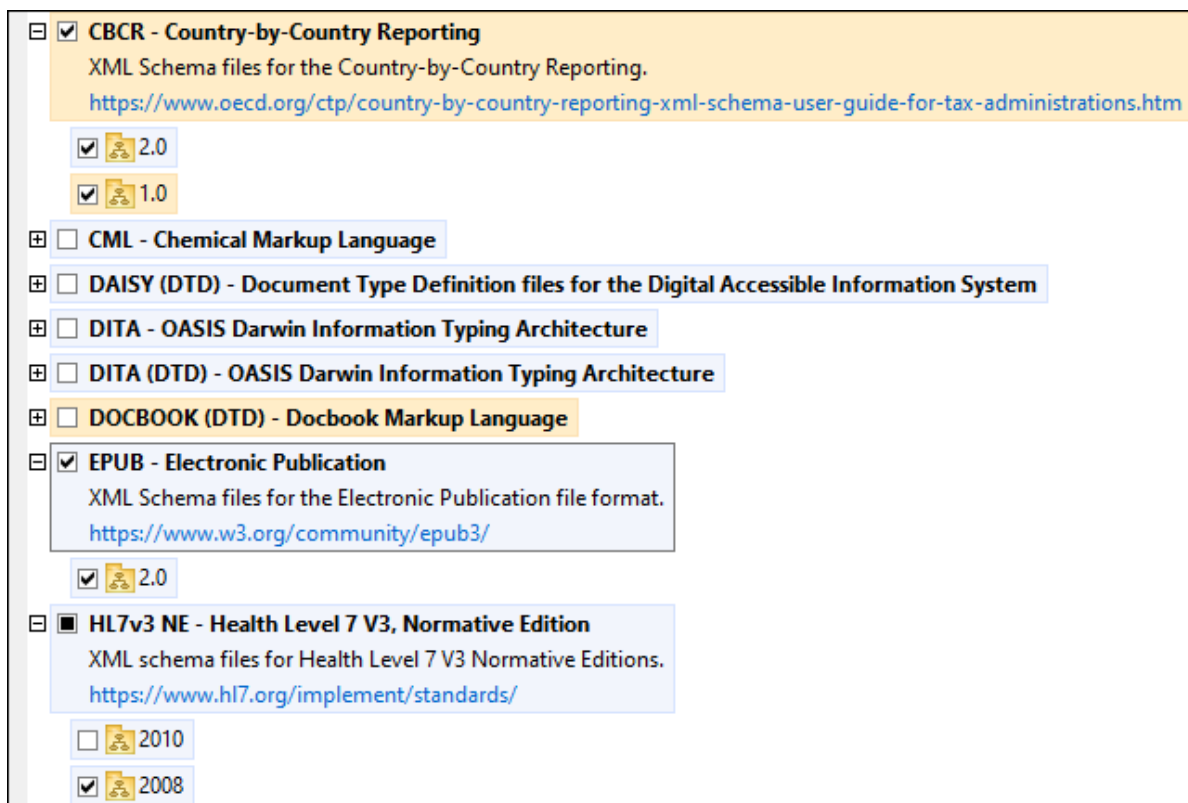 CBCR - Country-by-Country Reporting
XML Schema files for the Country-by-Country Reporting.
https://www.oecd.org/ctp/country-by-country-reporting-xml-schema-user-guide-for-tax-administrations.htm
2.0
1.0
CML - Chemical Markup Language
DAISY (DTD) - Document Type Definition files for the Digital Accessible Information System
DITA - OASIS Darwin Information Typing Architecture
DITA (DTD) - OASIS Darwin Information Typing Architecture
DOCBOOK (DTD) - Docbook Markup Language
EPUB - Electronic Publication
XML Schema files for the Electronic Publication file format.
https://www.w3.org/community/epub3/
2.0
HL7v3 NE - Health Level 7 V3, Normative Edition
XML schema files for Health Level 7 V3 Normative Editions.
https://www.hl7.org/implement/standards/
2010
2008